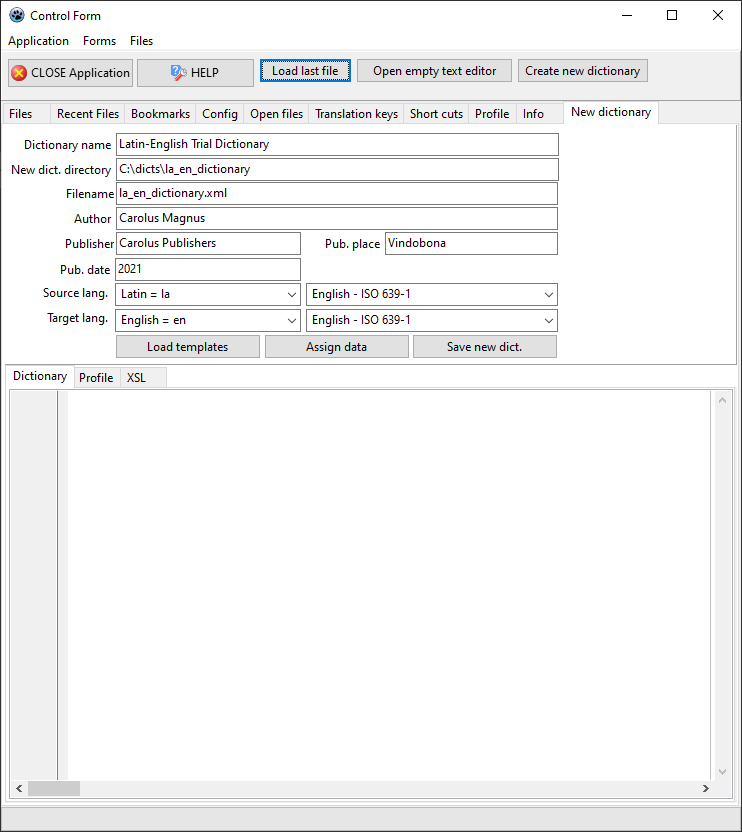 Control Form
Application Forms Files
CLOSE Application HELP Load last file Open empty text editor Create new dictionary
Files Recent Files Bookmarks Config Open files Translation keys Short cuts Profile Info New dictionary
Dictionary name Latin-English Trial Dictionary
New dict. directory C:\dicts\la_en_dictionary
Filename la_en_dictionary.xml
Author Carolus Magnus
Publisher Carolus Publishers Pub. place Vindobona
Pub. date 2021
Source lang. Latin = la English - ISO 639-1
Target lang. English = en English - ISO 639-1
Load templates Assign data Save new dict.
Dictionary Profile XSL